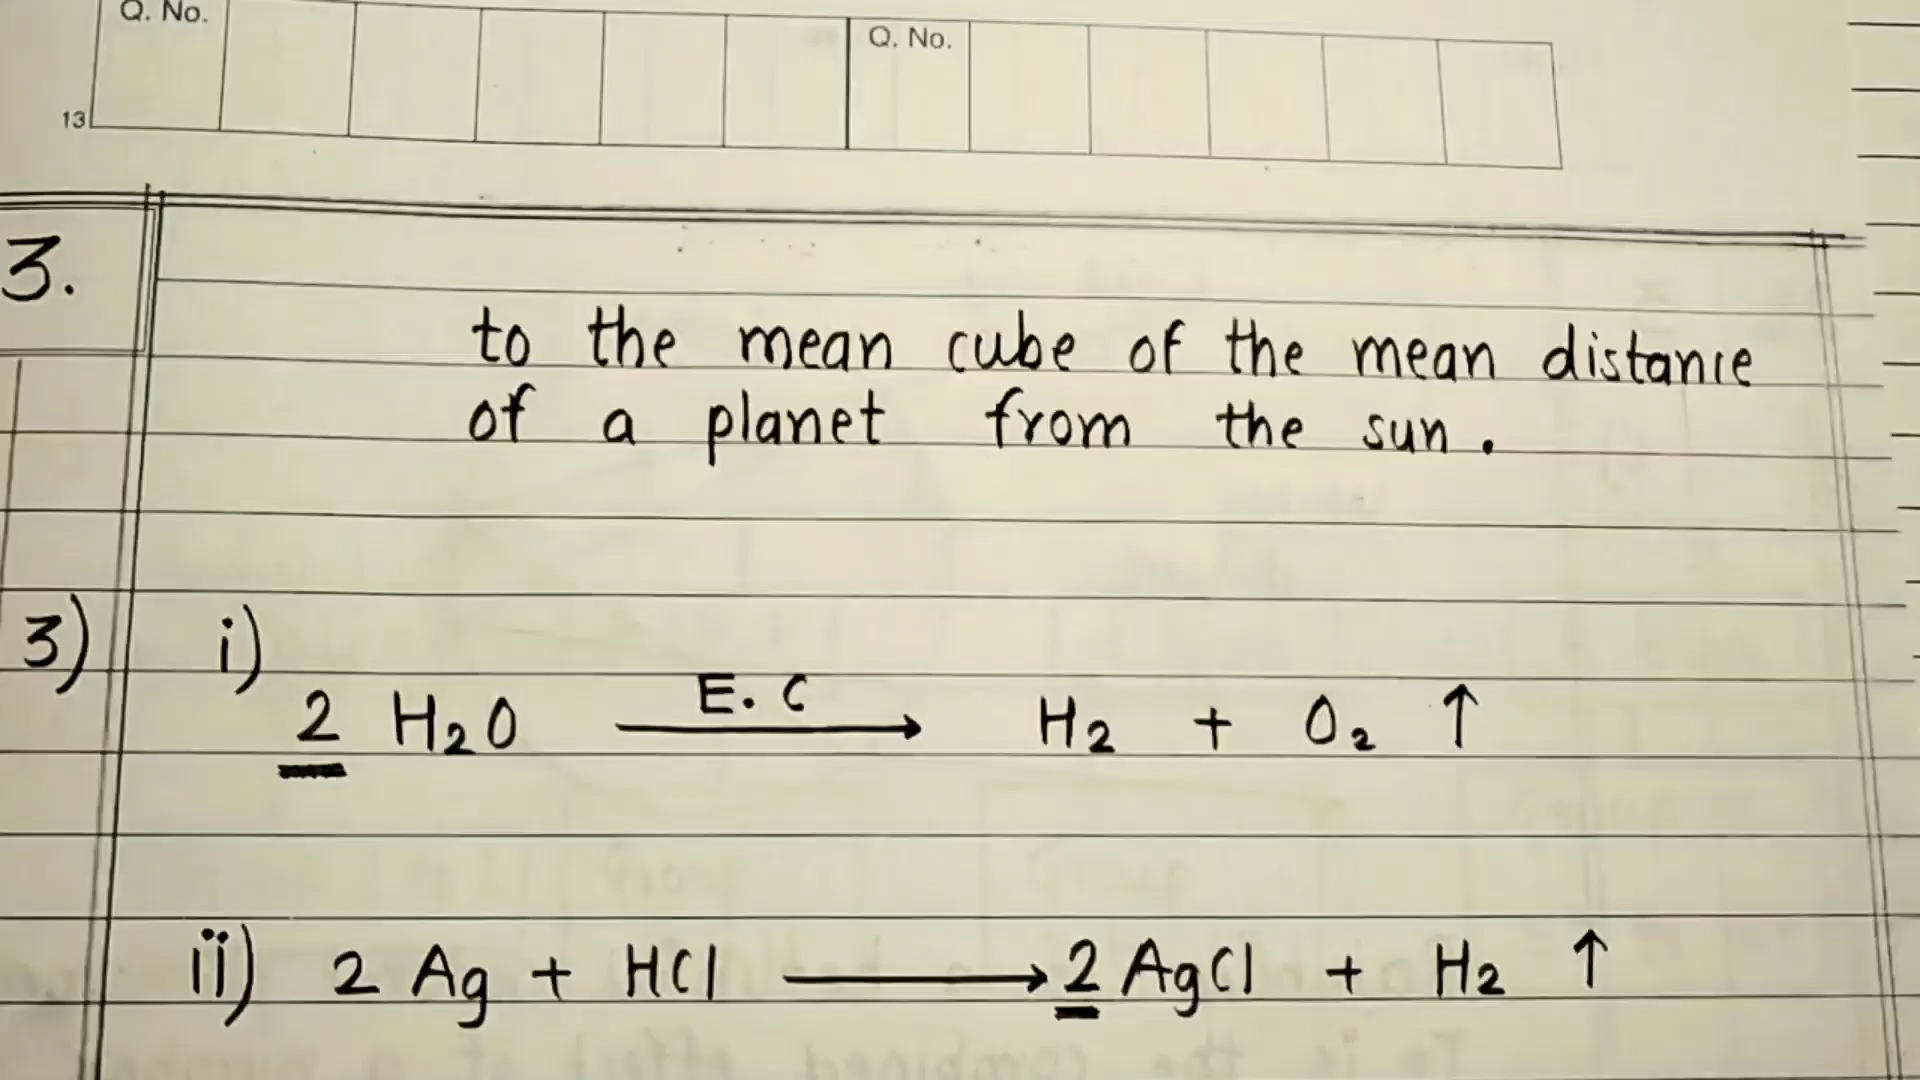 Q. No. Q. No.
13
3.
to the mean cube of the mean distance
of a planet from the sun.
3) i)
E. C
2 H₂O ⟶ H₂ + O₂ ↑
ii) 2 Ag + HCl ⟶ 2 AgCl + H₂ ↑